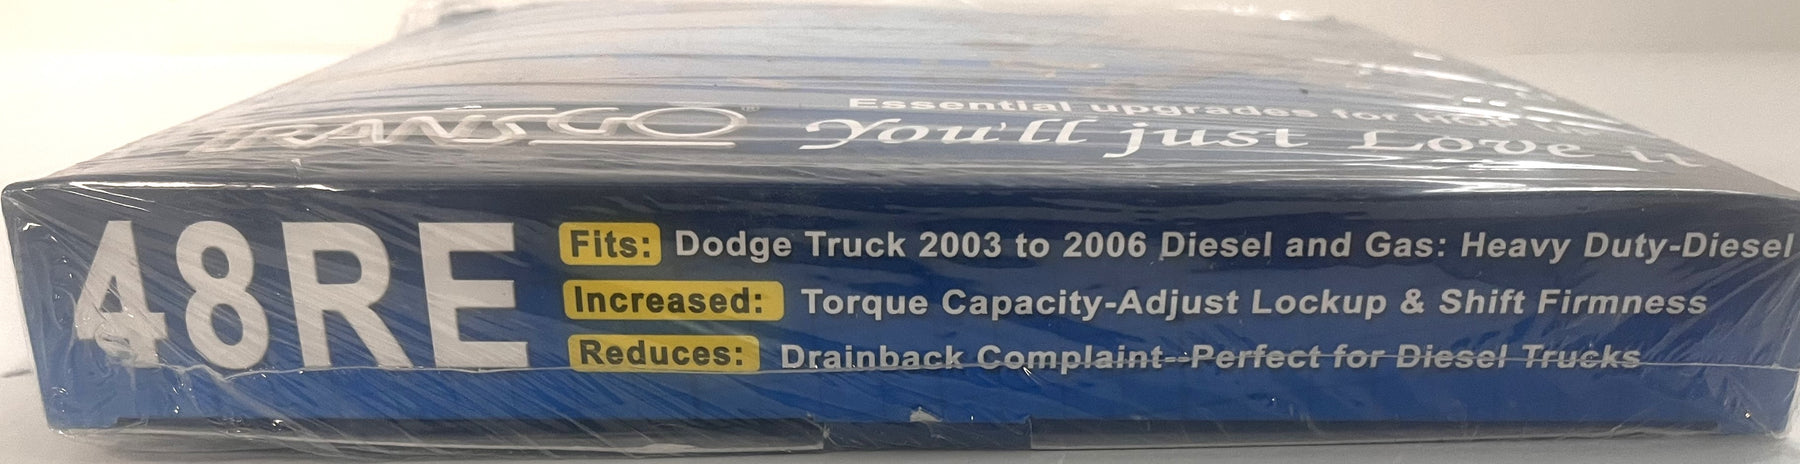 Essential upgrades for
TRANSGO You'll just Love it
48RE
Fits: Dodge Truck 2003 to 2006 Diesel and Gas: Heavy Duty-Diesel
Increased: Torque Capacity-Adjust Lockup & Shift Firmness
Reduces: Drainback Complaint--Perfect for Diesel Trucks